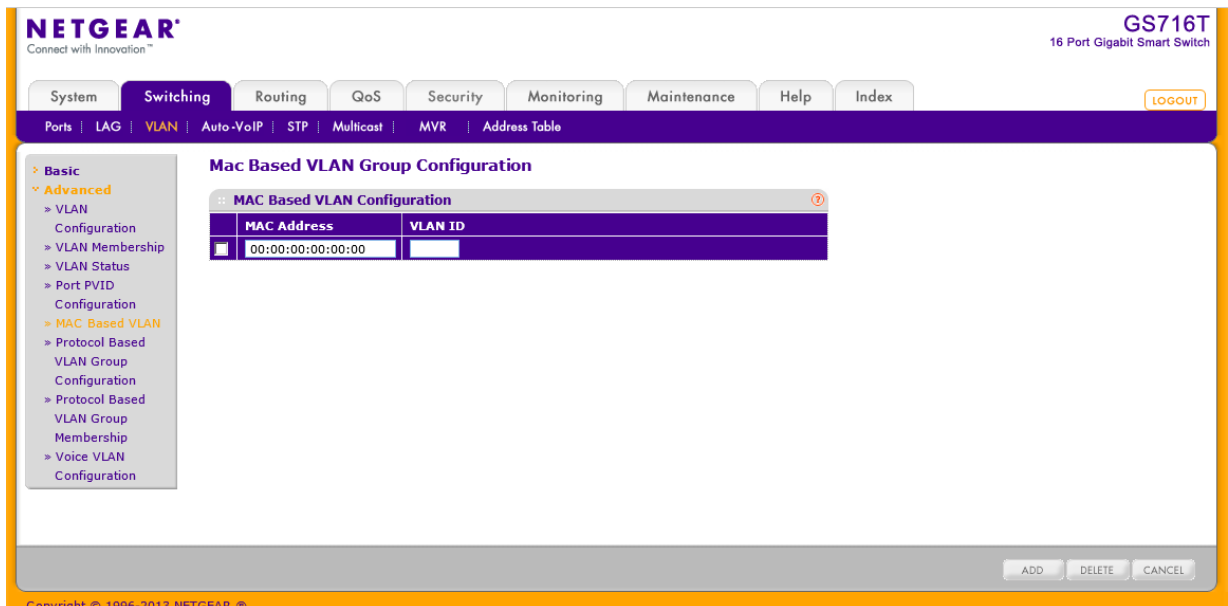 NETGEAR®
Connect with Innovation™
GS716T
16 Port Gigabit Smart Switch
System Switching Routing QoS Security Monitoring Maintenance Help Index
LOGOUT
Ports | LAG | VLAN | Auto-VoIP | STP | Multicast | MVR | Address Table
Basic
Advanced
» VLAN
Configuration
» VLAN Membership
» VLAN Status
» Port PVID
Configuration
» MAC Based VLAN
» Protocol Based
VLAN Group
Configuration
» Protocol Based
VLAN Group
Membership
» Voice VLAN
Configuration
Mac Based VLAN Group Configuration
MAC Based VLAN Configuration ?
MAC Address VLAN ID
00:00:00:00:00:00
ADD DELETE CANCEL
Copyright © 1996-2013 NETGEAR ®